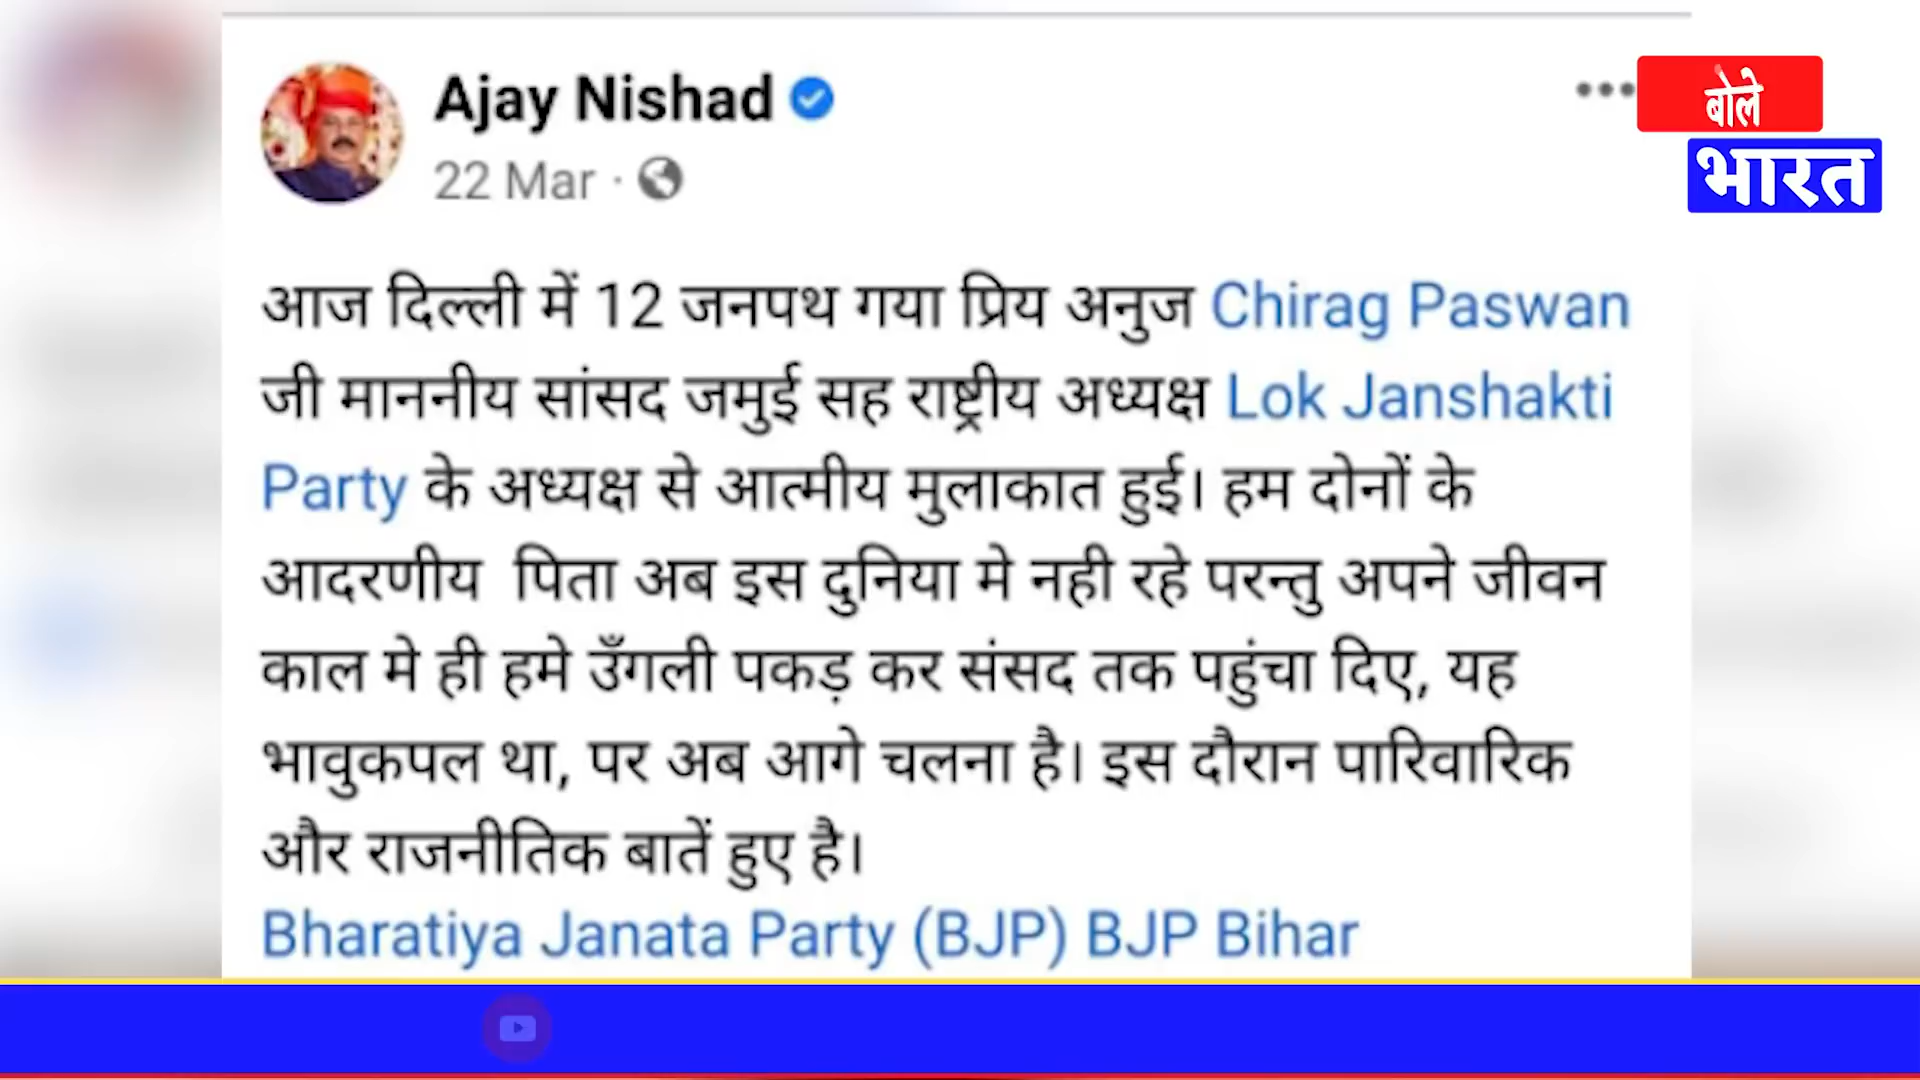 Ajay Nishad
22 Mar ·
बोले
भारत
आज दिल्ली में 12 जनपथ गया प्रिय अनुज Chirag Paswan
जी माननीय सांसद जमुई सह राष्ट्रीय अध्यक्ष Lok Janshakti
Party के अध्यक्ष से आत्मीय मुलाकात हुई। हम दोनों के
आदरणीय पिता अब इस दुनिया मे नही रहे परन्तु अपने जीवन
काल मे ही हमे उँगली पकड़ कर संसद तक पहुंचा दिए, यह
भावुकपल था, पर अब आगे चलना है। इस दौरान पारिवारिक
और राजनीतिक बातें हुए है।
Bharatiya Janata Party (BJP) BJP Bihar